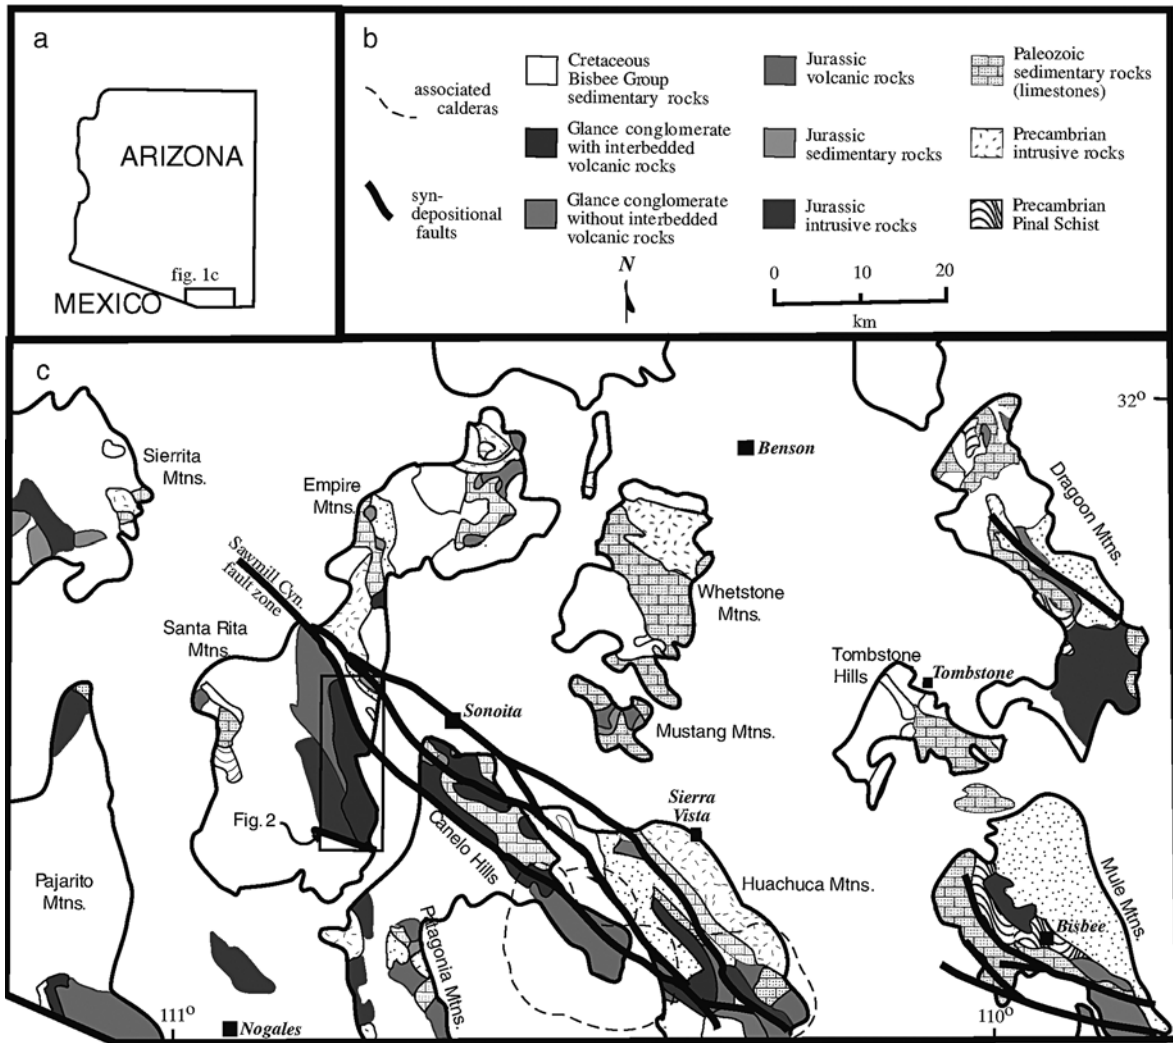 a
ARIZONA
fig. 1c
MEXICO
b
associated
calderas
syn-
depositional
faults
Cretaceous
Bisbee Group
sedimentary rocks
Glance conglomerate
with interbedded
volcanic rocks
Glance conglomerate
without interbedded
volcanic rocks
N
Jurassic
volcanic rocks
Jurassic
sedimentary rocks
Jurassic
intrusive rocks
Paleozoic
sedimentary rocks
(limestones)
Precambrian
intrusive rocks
Precambrian
Pinal Schist
0 10 20
km
c
32º
Sierrita
Mtns.
Empire
Mtns.
Benson
Dragoon Mtns.
Sawmill Cyn.
fault zone
Whetstone
Mtns.
Santa Rita
Mtns.
Tombstone
Hills
Tombstone
Sonoita
Mustang Mtns.
Sierra
Vista
Fig. 2
Canelo Hills
Pajarito
Mtns.
Huachuca Mtns.
Mule Mtns.
Bisbee
Patagonia Mtns.
111º
Nogales
110º